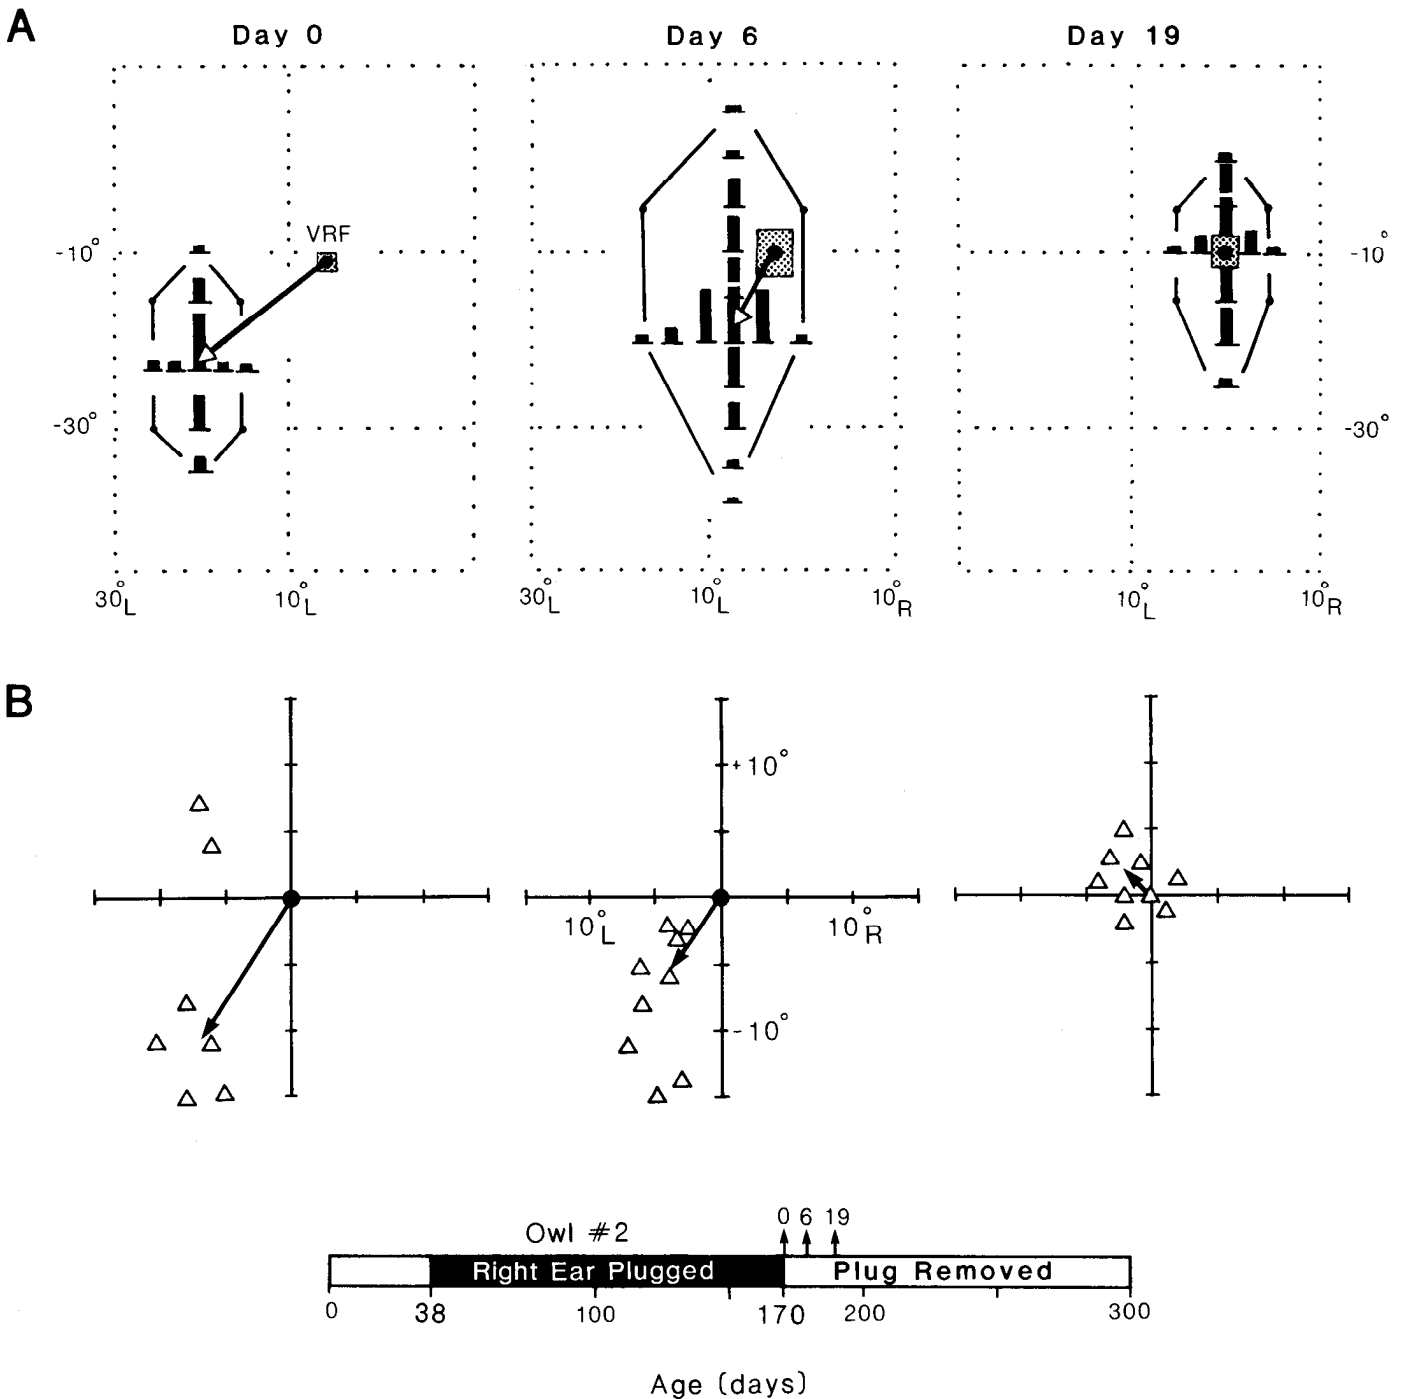 A
Day 0
Day 6
Day 19
VRF
-10°
-30°
-10°
-30°
30°L
10°L
30°L
10°L
10°R
10°L
10°R
B
+10°
10°L
10°R
-10°
Owl #2
0 6 19
Right Ear Plugged
Plug Removed
0
38
100
170
200
300
Age (days)